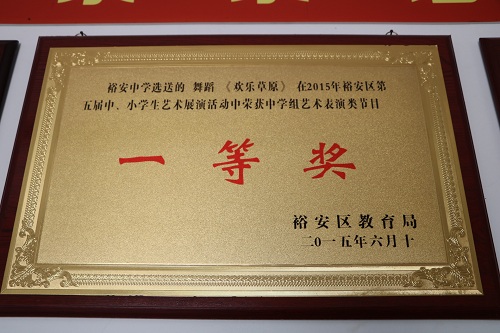 裕安中学选送的 舞蹈 《欢乐草原》 在2015年裕安区第
五届中、小学生艺术展演活动中荣获中学组艺术表演类节目
一等奖
裕安区教育局
二〇一五年六月十